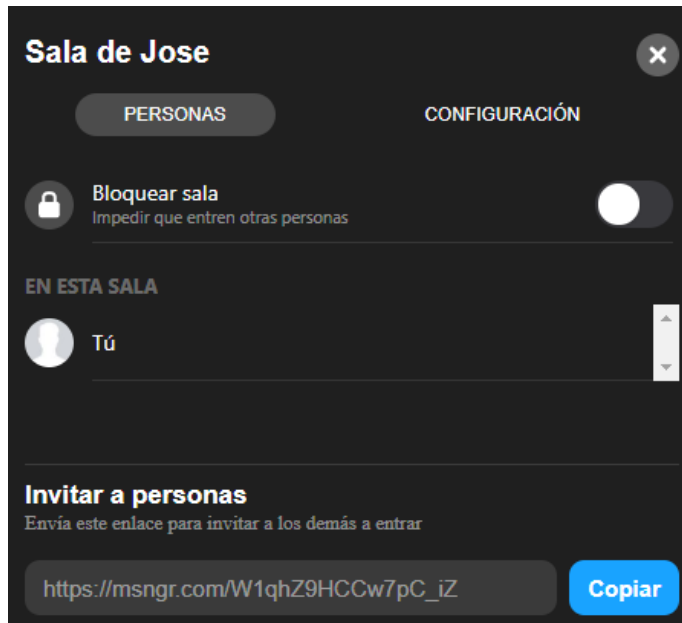 Sala de Jose
PERSONAS CONFIGURACIÓN
Bloquear sala
Impedir que entren otras personas
EN ESTA SALA
Tú
Invitar a personas
Envía este enlace para invitar a los demás a entrar
https://msngr.com/W1qhZ9HCCw7pC_iZ Copiar